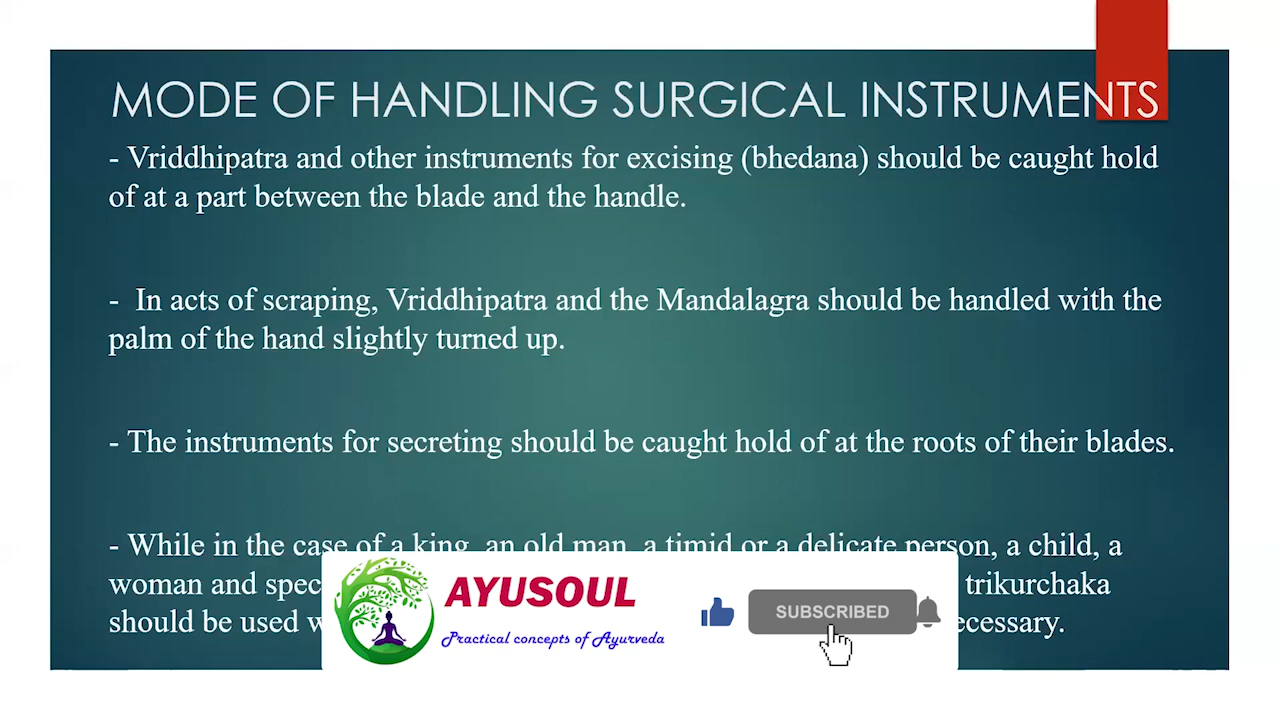 MODE OF HANDLING SURGICAL INSTRUMENTS
- Vriddhipatra and other instruments for excising (bhedana) should be caught hold
of at a part between the blade and the handle.
- In acts of scraping, Vriddhipatra and the Mandalagra should be handled with the
palm of the hand slightly turned up.
- The instruments for secreting should be caught hold of at the roots of their blades.
- While in the case of a king, an old man, a timid or a delicate person, a child, a
woman and trikurchaka
should be used
AYUSOUL
Practical concepts of Ayurveda
SUBSCRIBED